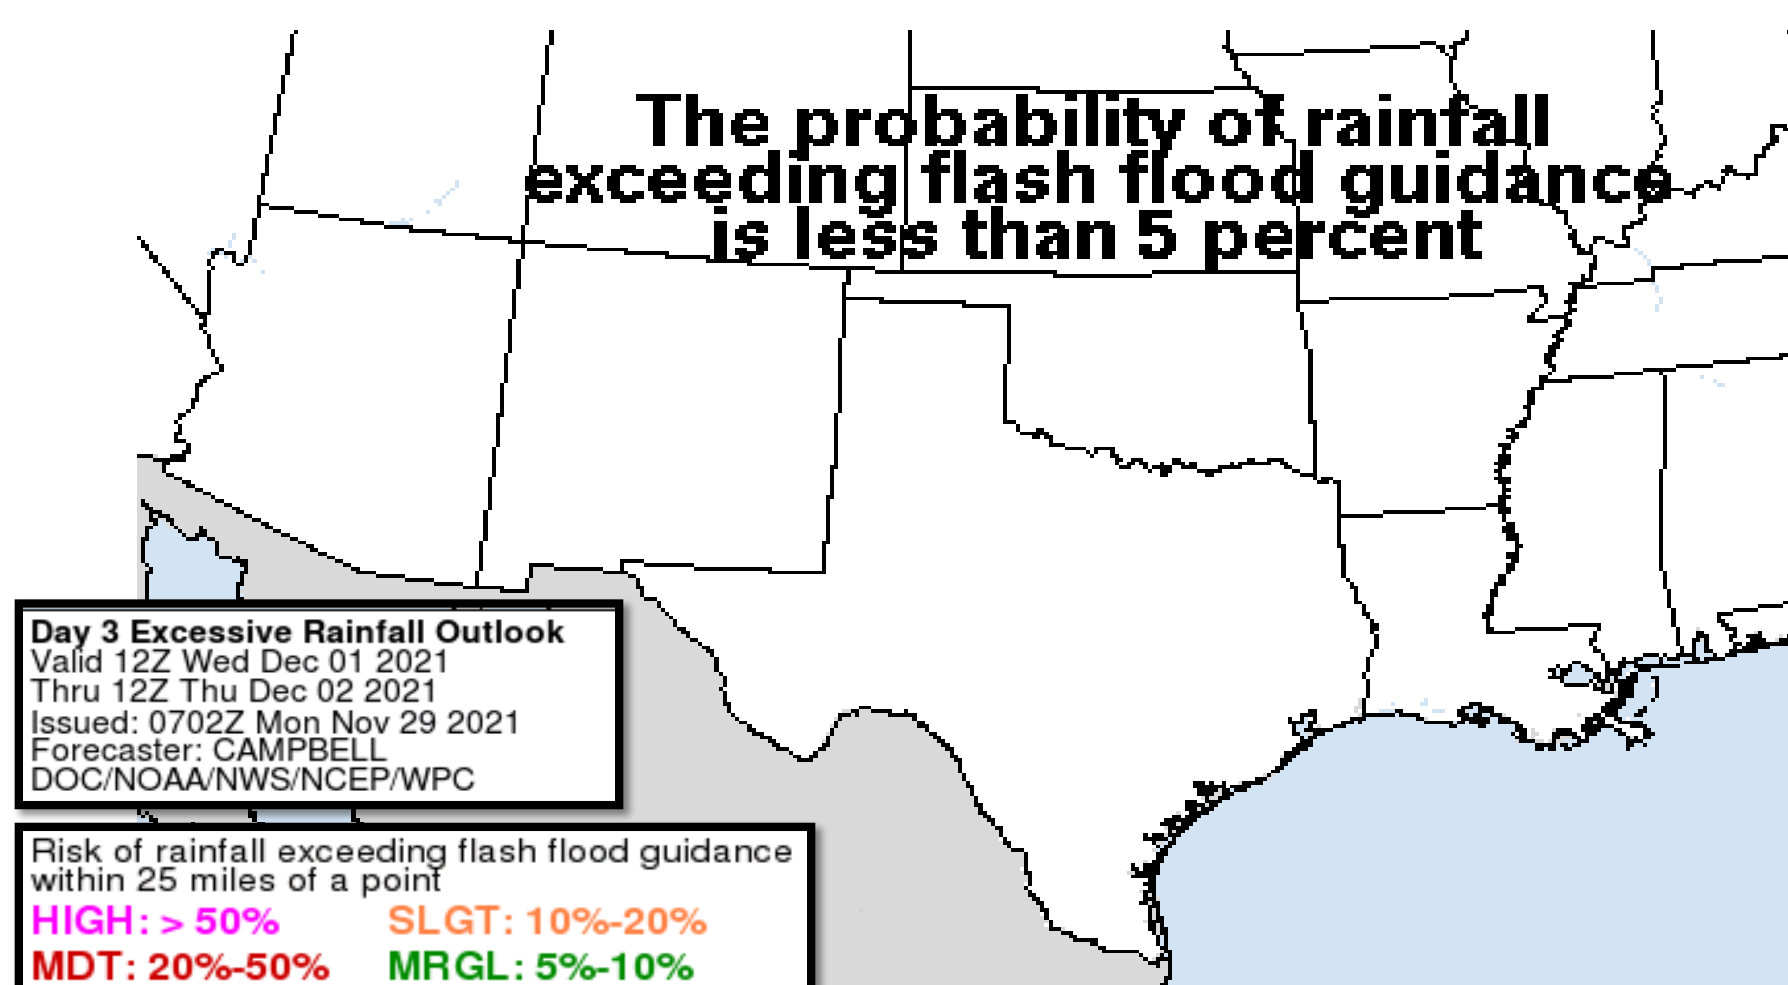 The probability of rainfall
exceeding flash flood guidance
is less than 5 percent
Day 3 Excessive Rainfall Outlook
Valid 12Z Wed Dec 01 2021
Thru 12Z Thu Dec 02 2021
Issued: 0702Z Mon Nov 29 2021
Forecaster: CAMPBELL
DOC/NOAA/NWS/NCEP/WPC
Risk of rainfall exceeding flash flood guidance
within 25 miles of a point
HIGH: > 50% SLGT: 10%-20%
MDT: 20%-50% MRGL: 5%-10%